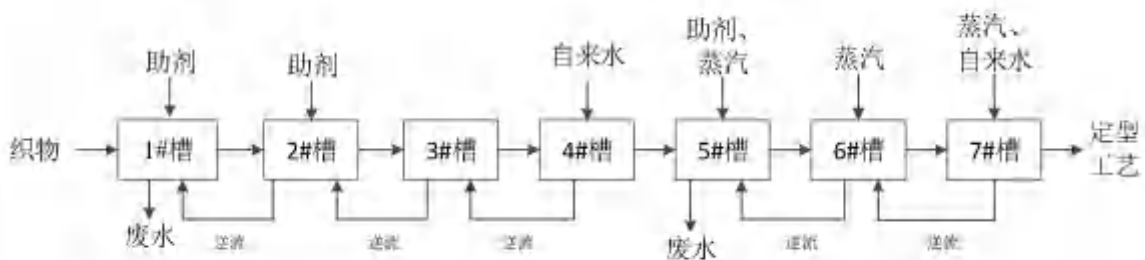 助剂
助剂
自来水
助剂、
蒸汽
蒸汽
蒸汽、
自来水
织物
1#槽
2#槽
3#槽
4#槽
5#槽
6#槽
7#槽
定型
工艺
废水
逆流
逆流
逆流
废水
逆流
逆流